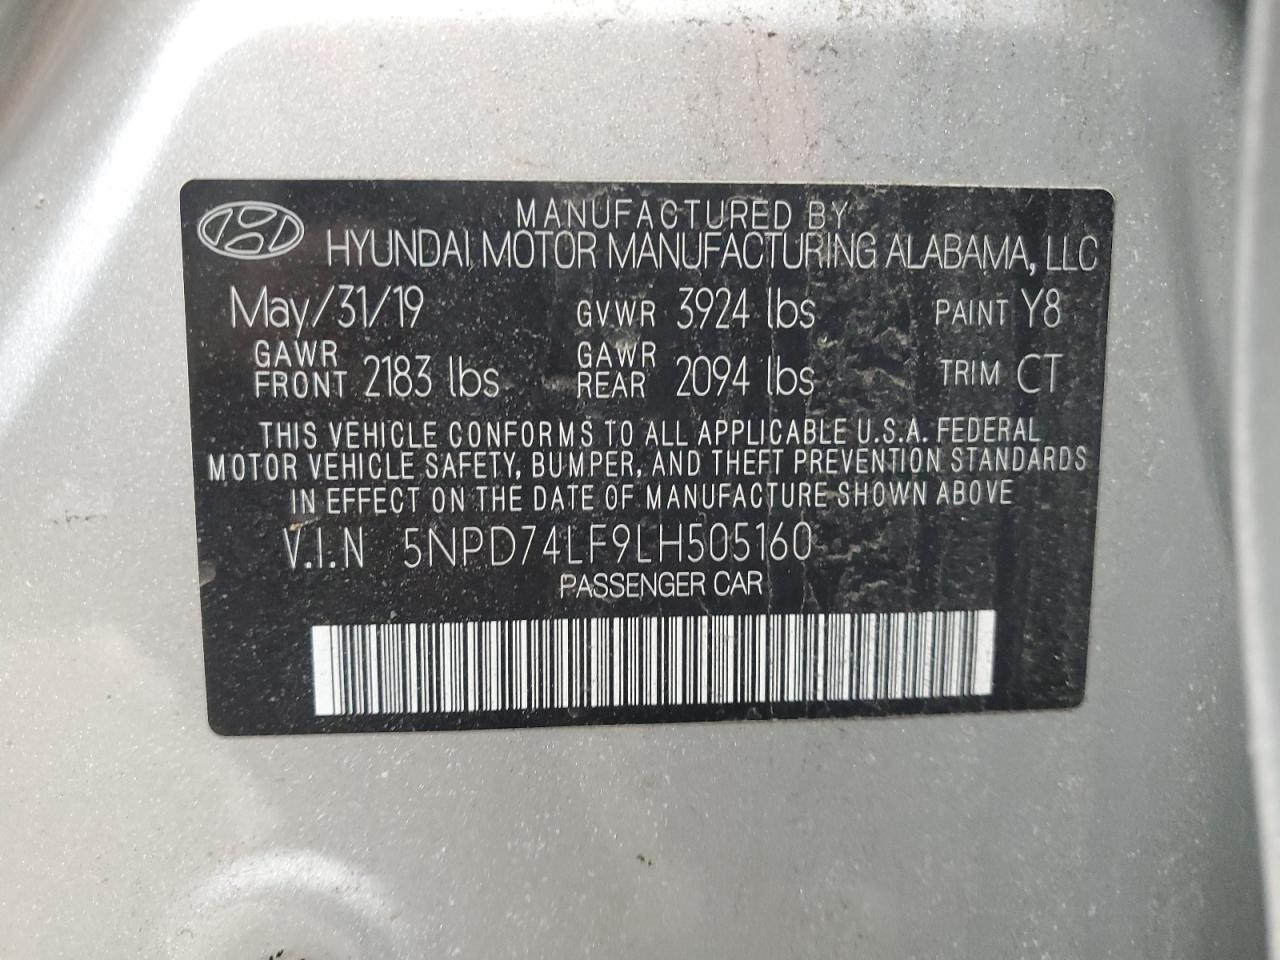 MANUFACTURED BY
HYUNDAI MOTOR MANUFACTURING ALABAMA, LLC
May/31/19 GVWR 3924 lbs PAINT Y8
GAWR FRONT 2183 lbs GAWR REAR 2094 lbs TRIM CT
THIS VEHICLE CONFORMS TO ALL APPLICABLE U.S.A. FEDERAL
MOTOR VEHICLE SAFETY, BUMPER, AND THEFT PREVENTION STANDARDS
IN EFFECT ON THE DATE OF MANUFACTURE SHOWN ABOVE
V.I.N 5NPD74LF9LH505160
PASSENGER CAR